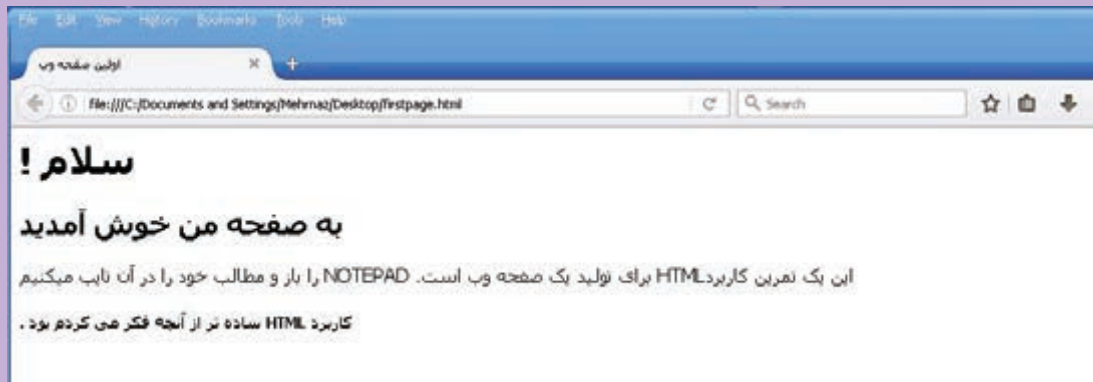 File Edit View History Bookmarks Tools Help
اولین صفحه وب
file:///C:/Documents and Settings/Mehrnaz/Desktop/firstpage.html
Search
سلام !
به صفحه من خوش آمدید
این یک تمرین کاربردHTML برای تولید یک صفحه وب است. NOTEPAD را باز و مطالب خود را در آن تایپ میکنیم
کاربرد HTML ساده تر از آنچه فکر می کردم بود .